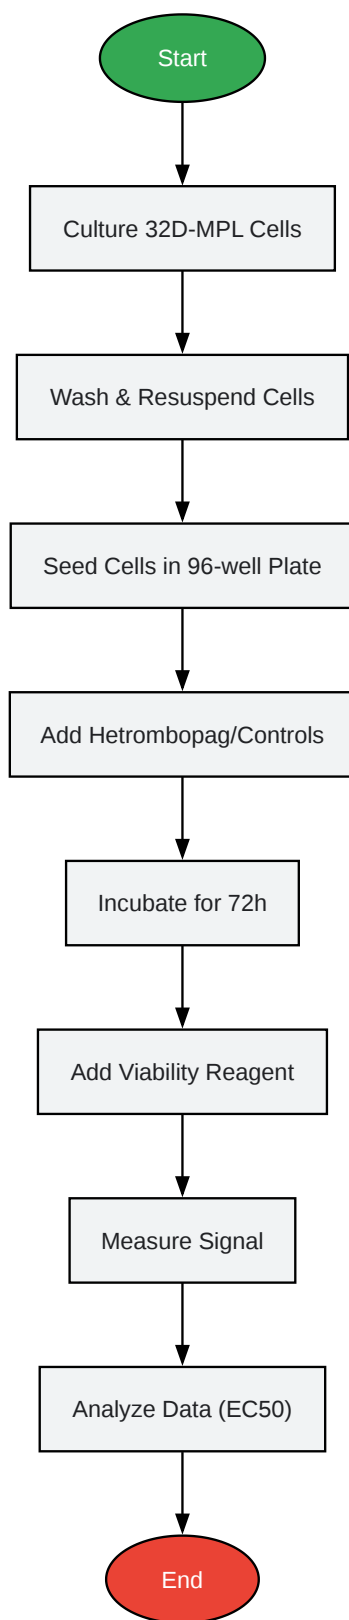 Start
Culture 32D-MPL Cells
Wash & Resuspend Cells
Seed Cells in 96-well Plate
Add Hetrombopag/Controls
Incubate for 72h
Add Viability Reagent
Measure Signal
Analyze Data (EC50)
End